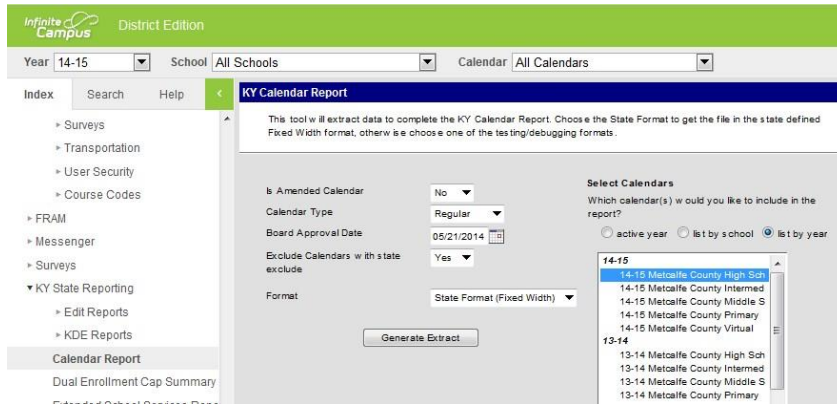 Infinite Campus District Edition
Year 14-15 School All Schools Calendar All Calendars
Index Search Help <
Surveys
Transportation
User Security
Course Codes
FRAM
Messenger
Surveys
KY State Reporting
Edit Reports
KDE Reports
Calendar Report
Dual Enrollment Cap Summary
KY Calendar Report
This tool will extract data to complete the KY Calendar Report. Choose the State Format to get the file in the state defined
Fixed Width format, otherwise choose one of the testing/debugging formats.
Is Amended Calendar No
Calendar Type Regular
Board Approval Date 05/21/2014
Exclude Calendars with state
exclude Yes
Format State Format (Fixed Width)
Generate Extract
Select Calendars
Which calendar(s) would you like to include in the
report?
active year list by school list by year
14-15
14-15 Metcalfe County High Sch
14-15 Metcalfe County Intermed
14-15 Metcalfe County Middle S
14-15 Metcalfe County Primary
14-15 Metcalfe County Virtual
13-14
13-14 Metcalfe County High Sch
13-14 Metcalfe County Intermed
13-14 Metcalfe County Middle S
13-14 Metcalfe County Primary